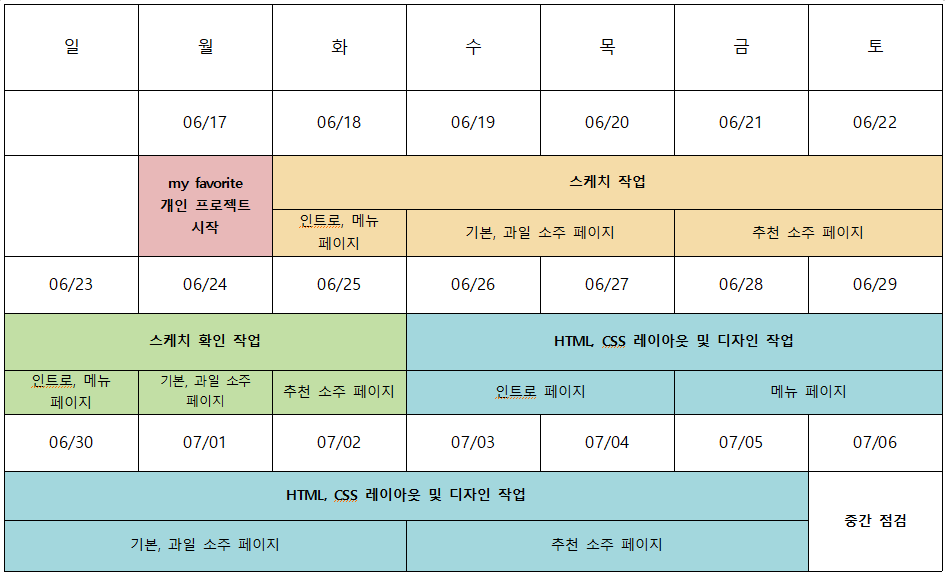 일 월 화 수 목 금 토
06/17 06/18 06/19 06/20 06/21 06/22
my favorite
개인 프로젝트
시작
스케치 작업
인트로, 메뉴
페이지
기본, 과일 소주 페이지
추천 소주 페이지
06/23 06/24 06/25 06/26 06/27 06/28 06/29
스케치 확인 작업
HTML, CSS 레이아웃 및 디자인 작업
인트로, 메뉴
페이지
기본, 과일 소주
페이지
추천 소주 페이지
인트로 페이지
메뉴 페이지
06/30 07/01 07/02 07/03 07/04 07/05 07/06
HTML, CSS 레이아웃 및 디자인 작업
중간 점검
기본, 과일 소주 페이지
추천 소주 페이지